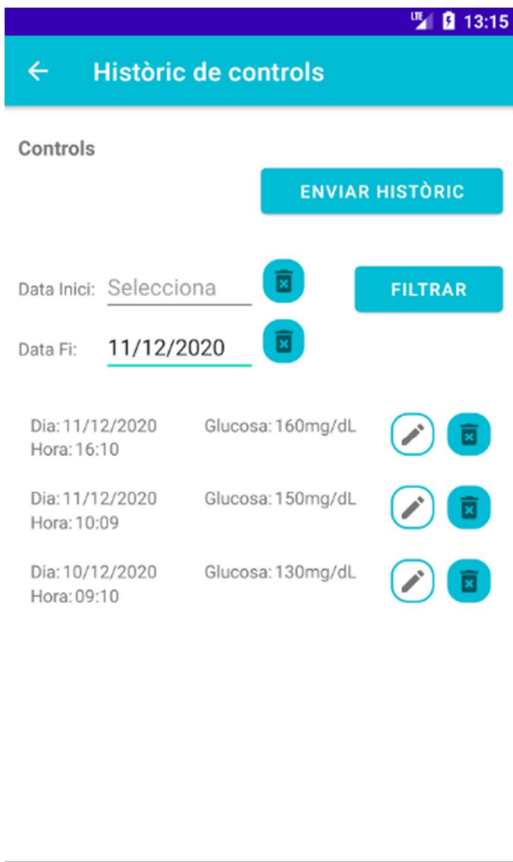 LTE 13:15
Històric de controls
Controls
ENVIAR HISTÒRIC
Data Inici: Selecciona
FILTRAR
Data Fi: 11/12/2020
Dia: 11/12/2020 Glucosa: 160mg/dL
Hora: 16:10
Dia: 11/12/2020 Glucosa: 150mg/dL
Hora: 10:09
Dia: 10/12/2020 Glucosa: 130mg/dL
Hora: 09:10